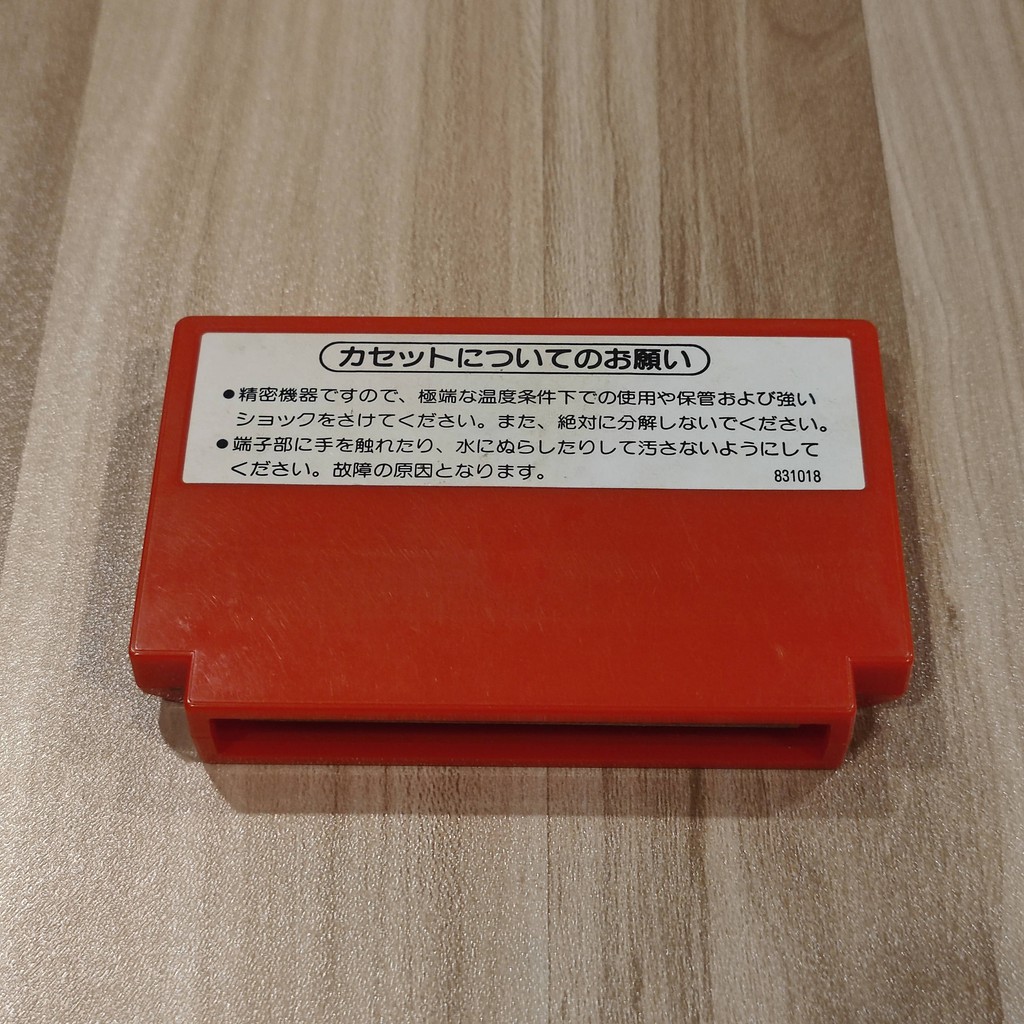 カセットについてのお願い
●精密機器ですので、極端な温度条件下での使用や保管および強い
ショックをさけてください。また、絶対に分解しないでください。
●端子部に手を触れたり、水にぬらしたりして汚さないようにして
ください。故障の原因となります。
831018